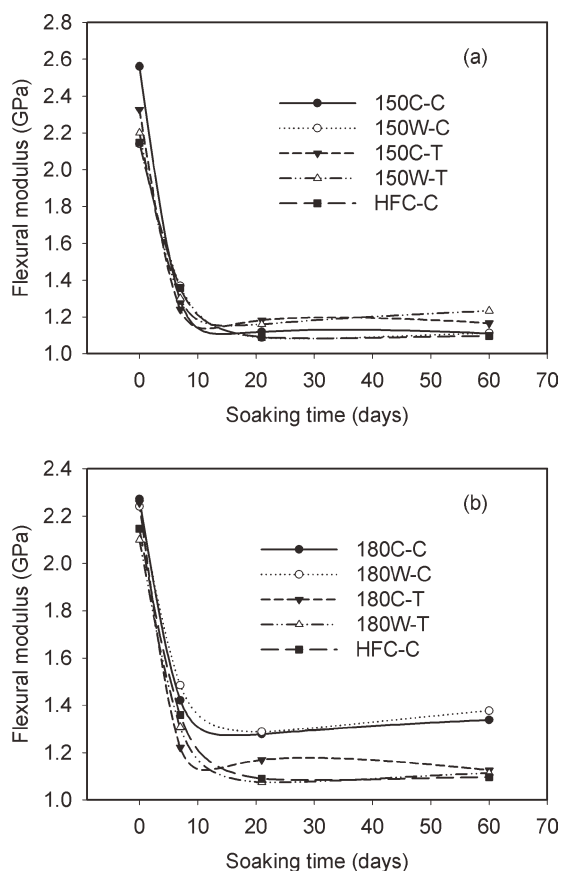 2.8
(a)
2.6
2.4
150C-C
2.2
150W-C
2.0
150C-T
1.8
150W-T
1.6
HFC-C
1.4
1.2
1.0
Flexural modulus (GPa)
0 10 20 30 40 50 60 70
Soaking time (days)
2.4
(b)
2.2
2.0
180C-C
1.8
180W-C
180C-T
1.6
180W-T
HFC-C
1.4
1.2
1.0
Flexural modulus (GPa)
0 10 20 30 40 50 60 70
Soaking time (days)